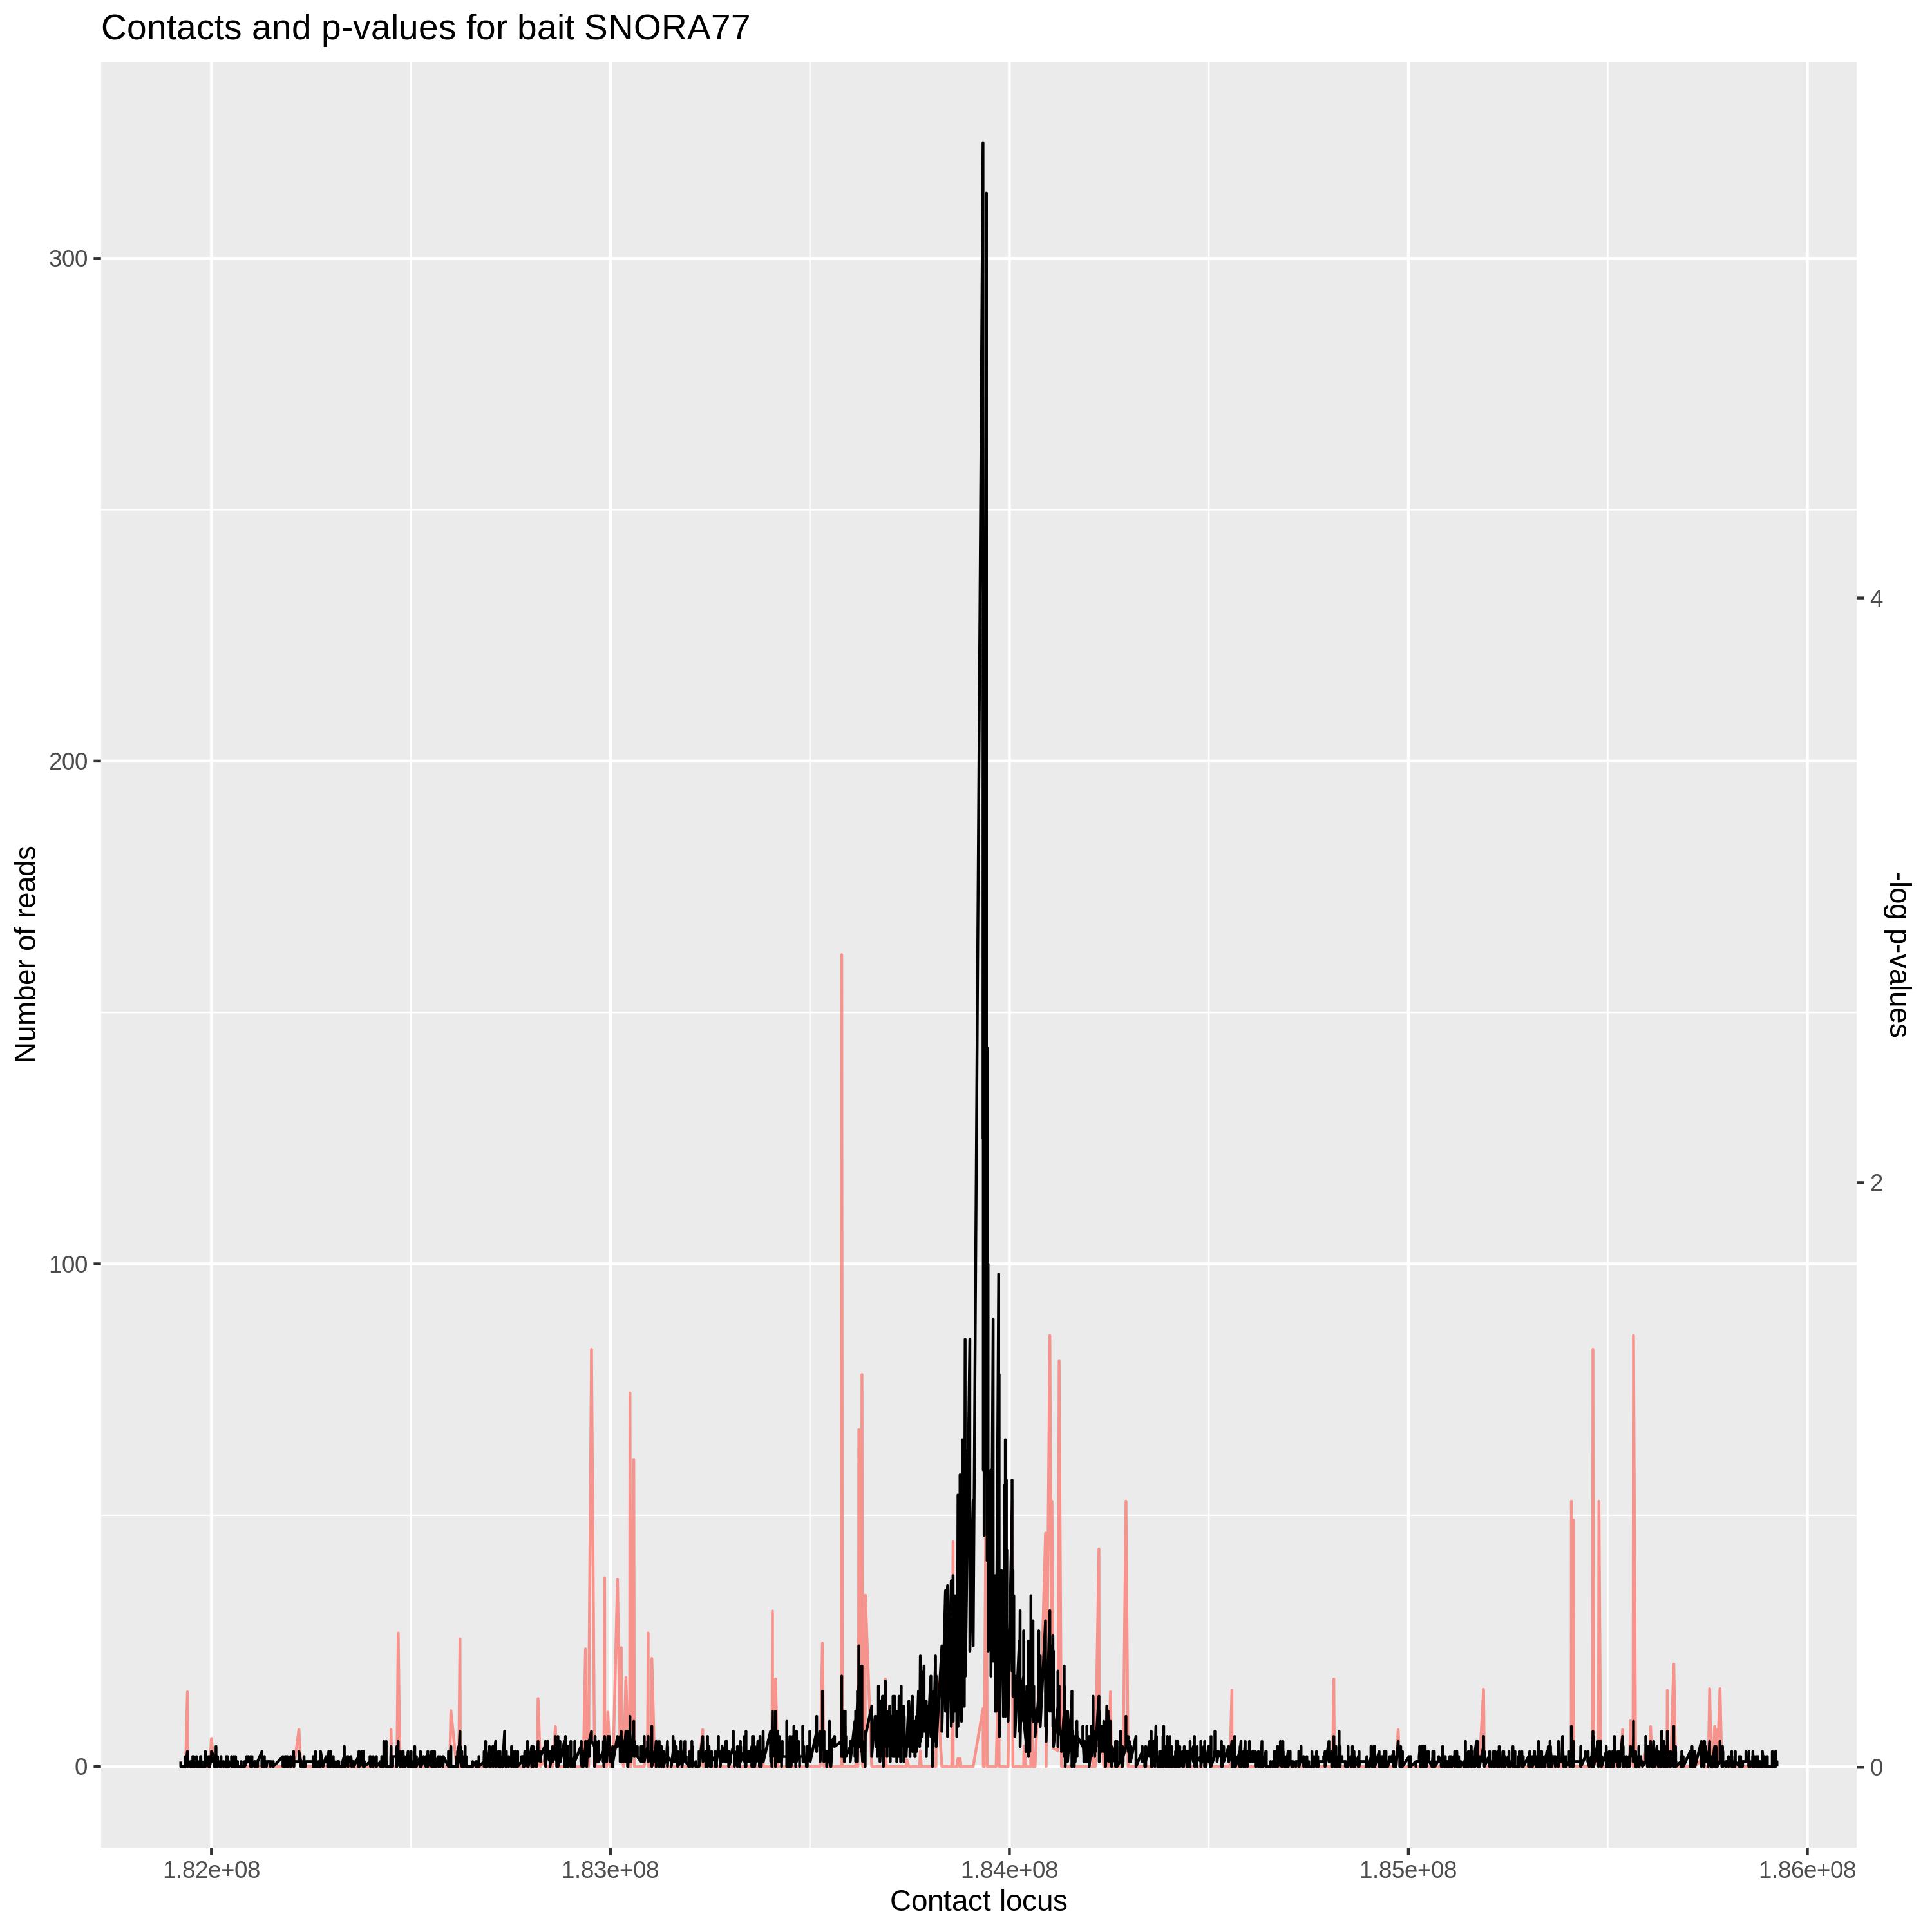 Contacts and p-values for bait SNORA77
300
200
100
0
Number of reads
4
2
0
-log p-values
1.82e+08
1.83e+08
1.84e+08
1.85e+08
1.86e+08
Contact locus